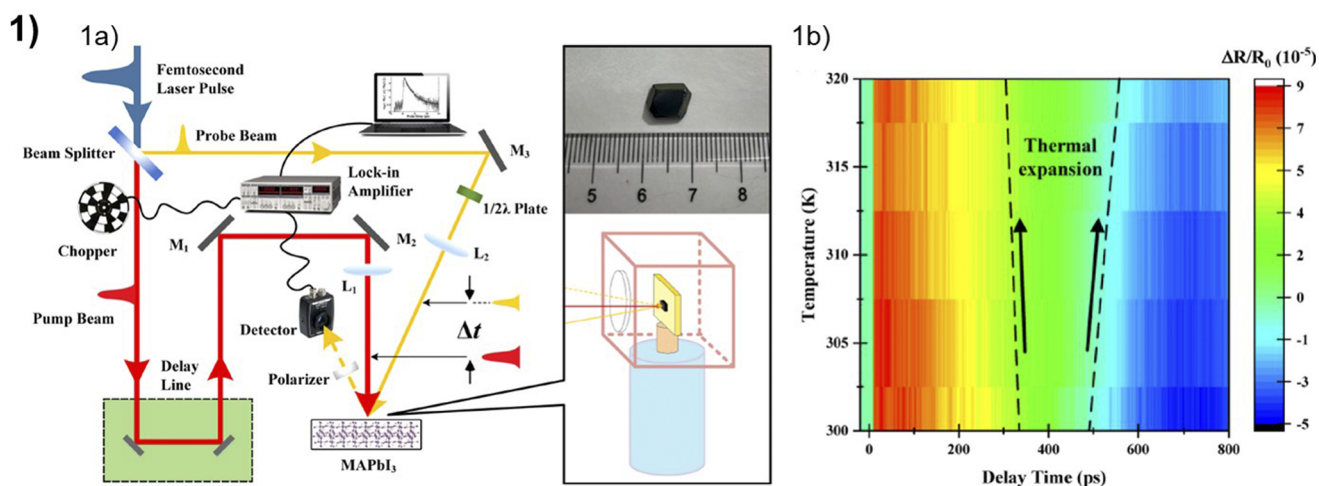 1)
1a)
Femtosecond
Laser Pulse
Probe Beam
Beam Splitter
M3
Lock-in
Amplifier
1/2λ Plate
Chopper
M1
M2
L2
L1
Pump Beam
Detector
Δt
Delay
Line
Polarizer
MAPbI3
5 6 7 8
1b)
ΔR/R0 (10-5)
320
315
310
305
300
Temperature (K)
Thermal
expansion
0 200 400 600 800
Delay Time (ps)
9
7
5
4
2
0
-1
-3
-5